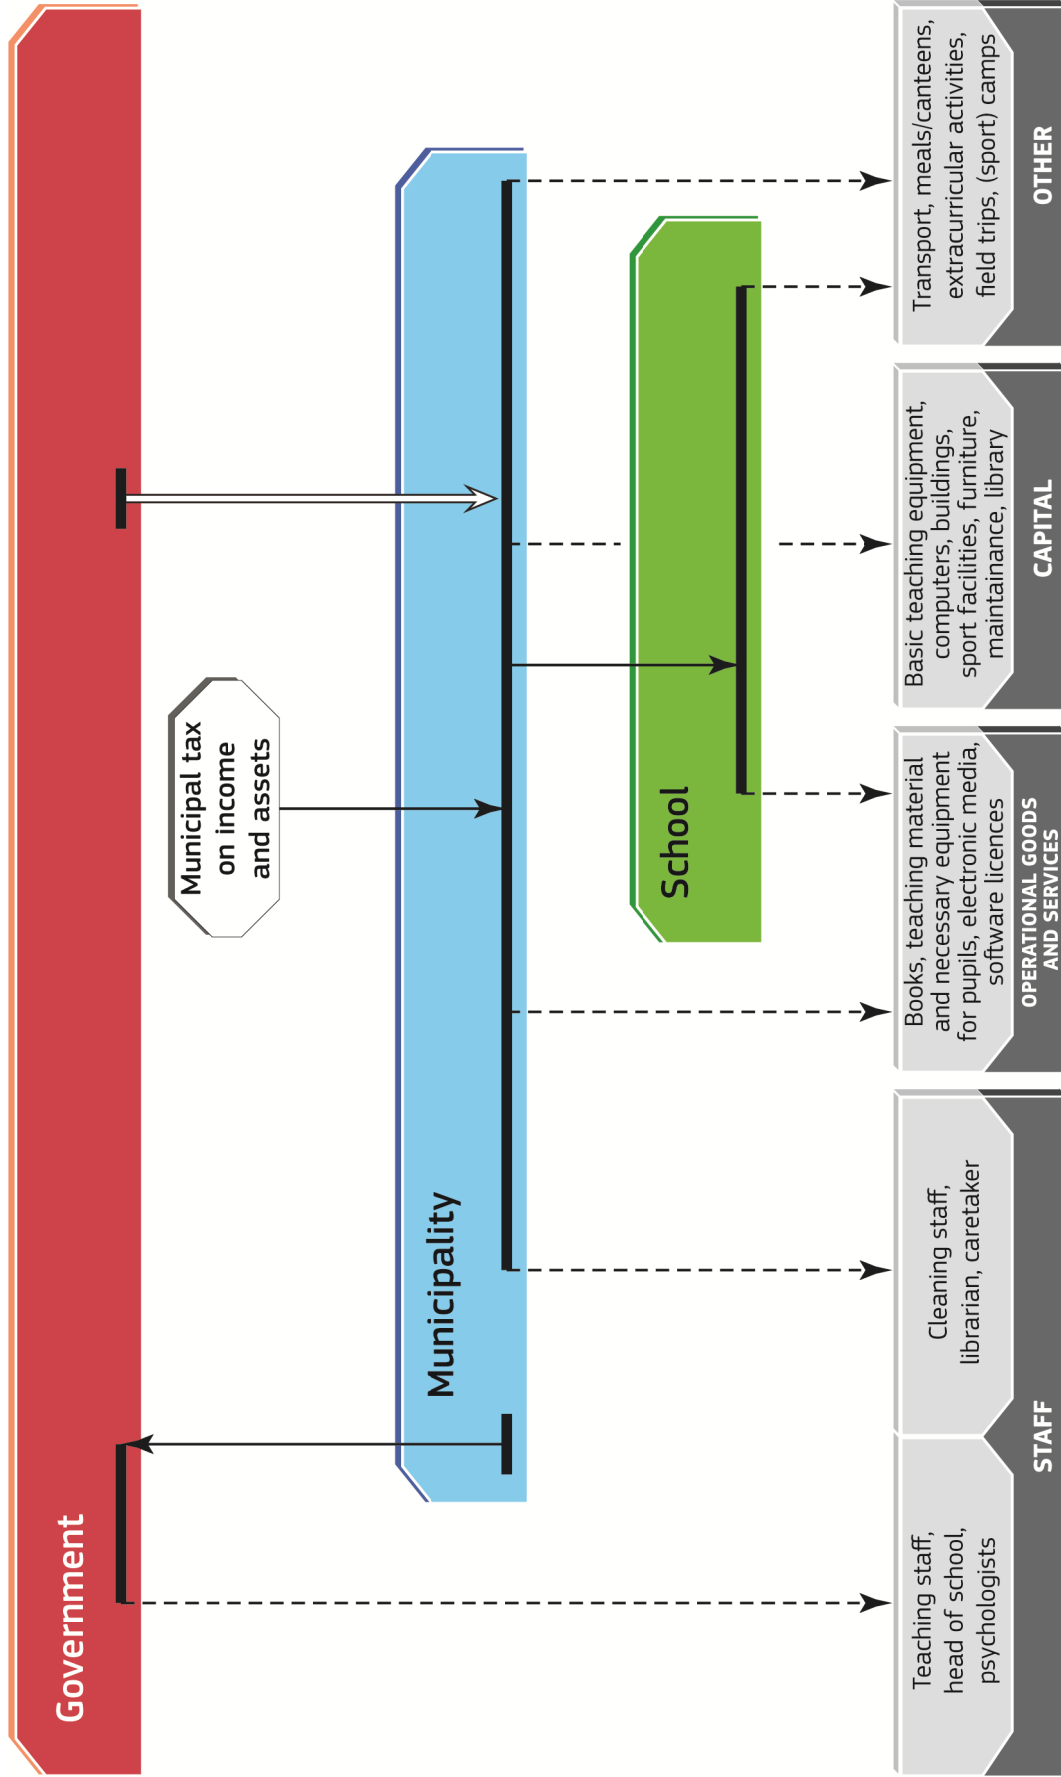 Government
Municipal tax
on income
and assets
Municipality
School
Teaching staff,
head of school,
psychologists
Cleaning staff,
librarian, caretaker
STAFF
Books, teaching material
and necessary equipment
for pupils, electronic media,
software licences
OPERATIONAL GOODS
AND SERVICES
Basic teaching equipment,
computers, buildings,
sport facilities, furniture,
maintainance, library
CAPITAL
Transport, meals/canteens,
extracurricular activities,
field trips, (sport) camps
OTHER